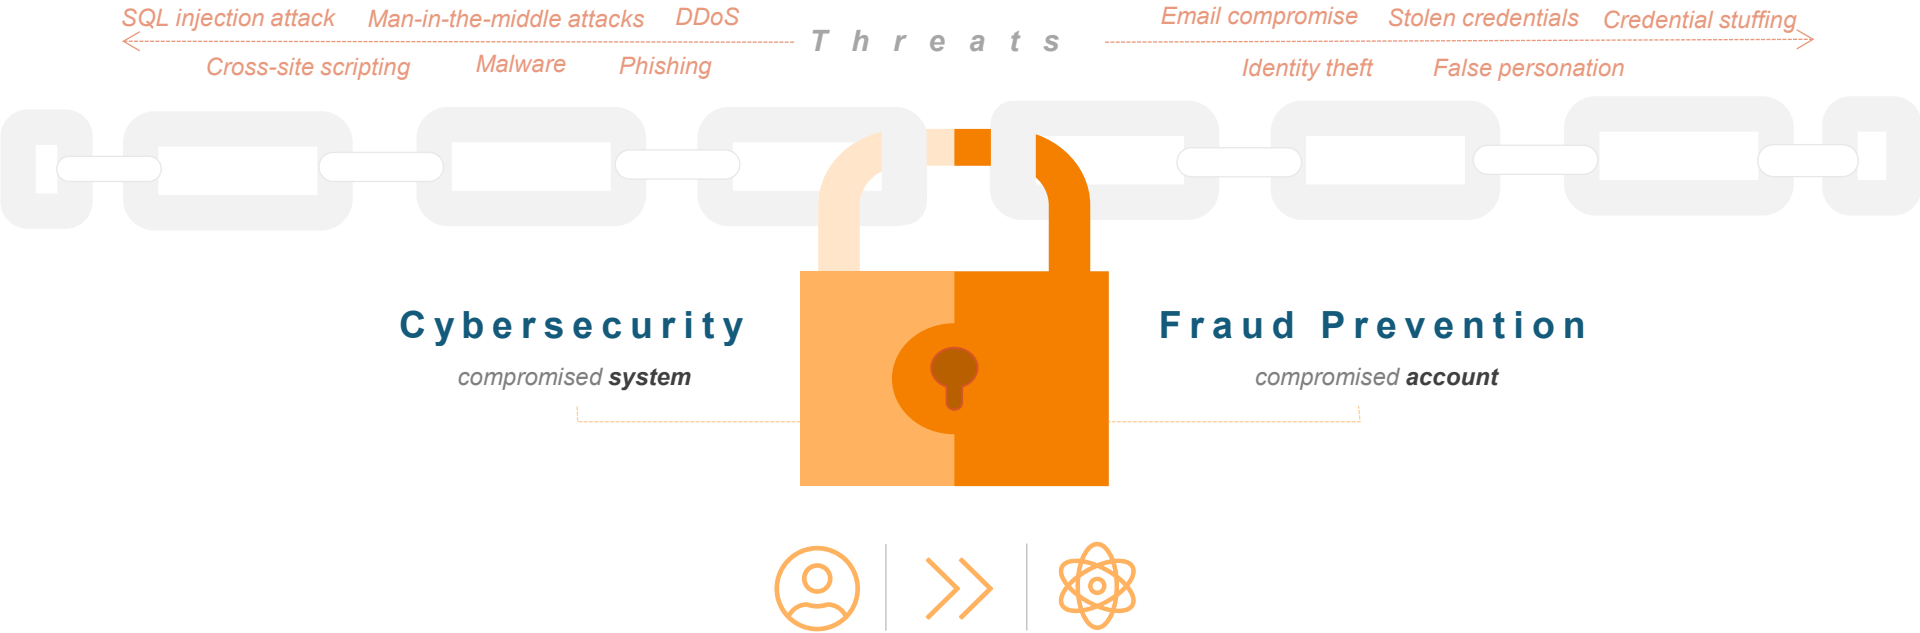 SQL injection attack
Man-in-the-middle attacks
DDoS
Threats
Email compromise
Stolen credentials
Credential stuffing
Cross-site scripting
Malware
Phishing
Identity theft
False personation
Cybersecurity
Fraud Prevention
compromised system
compromised account